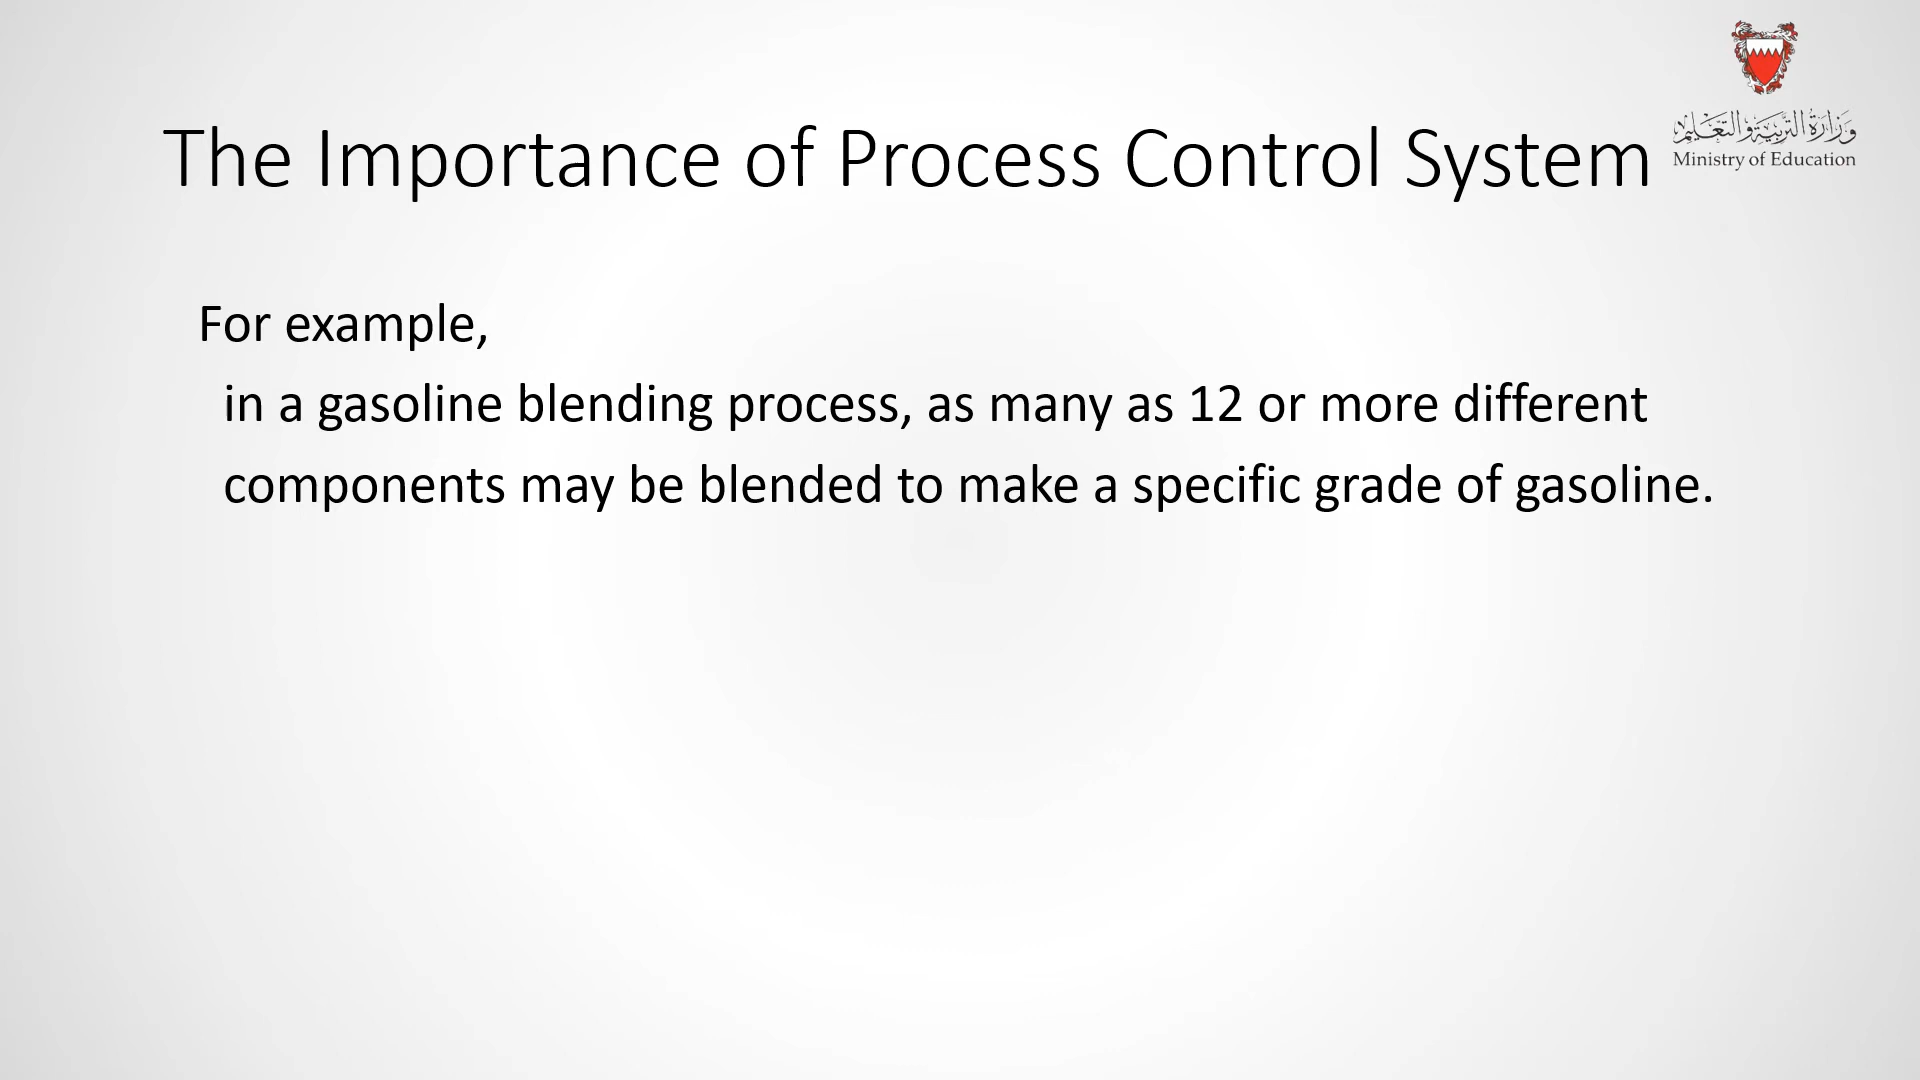 وزارة التربية والتعليم
Ministry of Education
The Importance of Process Control System
For example,
in a gasoline blending process, as many as 12 or more different
components may be blended to make a specific grade of gasoline.